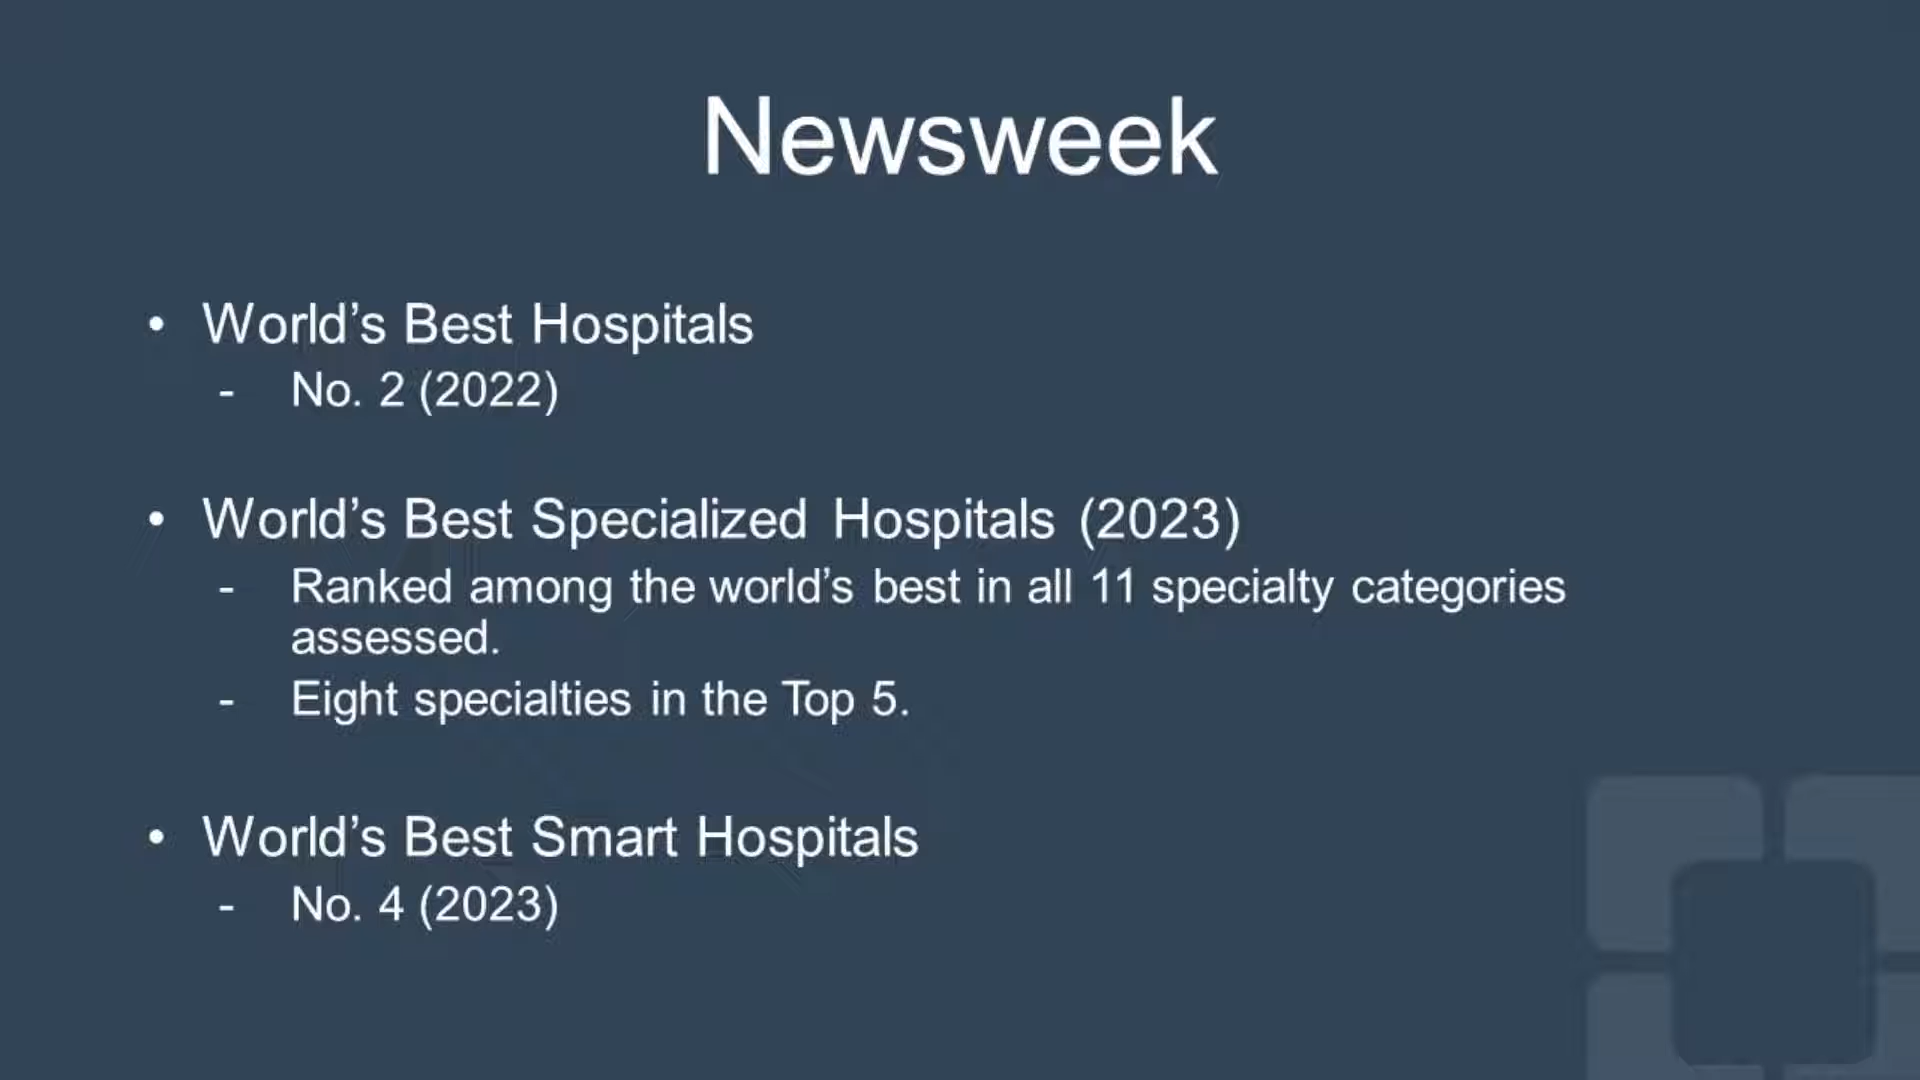 Newsweek
• World’s Best Hospitals
- No. 2 (2022)
• World’s Best Specialized Hospitals (2023)
- Ranked among the world’s best in all 11 specialty categories
assessed.
- Eight specialties in the Top 5.
• World’s Best Smart Hospitals
- No. 4 (2023)